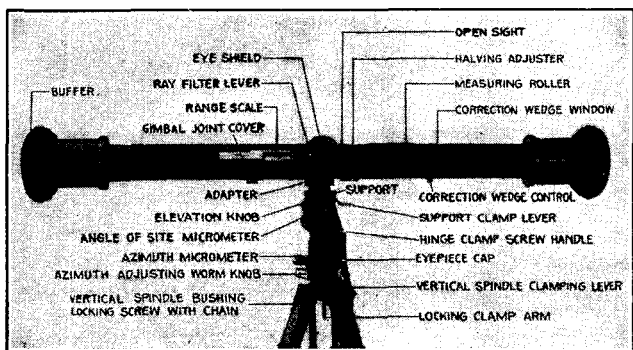 OPEN SIGHT
EYE SHIELD
HALVING ADJUSTER
BUFFER
RAY FILTER LEVER
MEASURING ROLLER
RANGE SCALE
CORRECTION WEDGE WINDOW
GIMBAL JOINT COVER
ADAPTER
SUPPORT
CORRECTION WEDGE CONTROL
ELEVATION KNOB
SUPPORT CLAMP LEVER
ANGLE OF SITE MICROMETER
HINGE CLAMP SCREW HANDLE
AZIMUTH MICROMETER
EYEPIECE CAP
AZIMUTH ADJUSTING WORM KNOB
VERTICAL SPINDLE CLAMPING LEVER
VERTICAL SPINDLE BUSHING
LOCKING SCREW WITH CHAIN
LOCKING CLAMP ARM